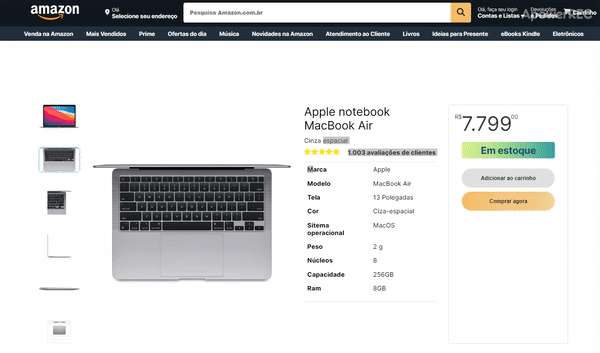 amazon
Olá
Selecione seu endereço
Pesquisa Amazon.com.br
Olá, faça seu login
Contas e Listas
Devoluções
e Pedidos
Carrinho
ApowerREC
Venda na Amazon
Mais Vendidos
Prime
Ofertas do dia
Música
Novidades na Amazon
Atendimento ao Cliente
Livros
Ideias para Presente
eBooks Kindle
Eletrônicos
Apple notebook
MacBook Air
Cinza espacial
1.003 avaliações de clientes
Marca Apple
Modelo MacBook Air
Tela 13 Polegadas
Cor Ciza-espacial
Sitema
operacional MacOS
Peso 2 g
Núcleos 8
Capacidade 256GB
Ram 8GB
R$ 7.799 00
Em estoque
Adicionar ao carrinho
Comprar agora